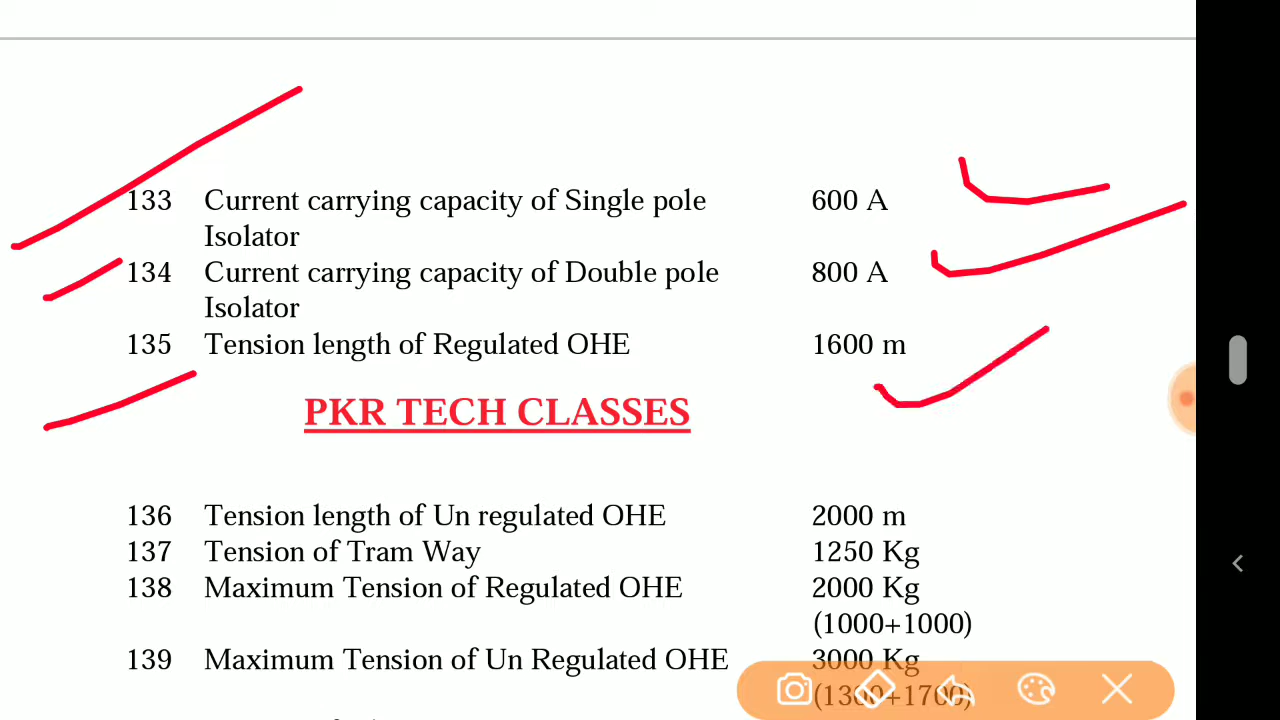 133 Current carrying capacity of Single pole 600 A
Isolator
134 Current carrying capacity of Double pole 800 A
Isolator
135 Tension length of Regulated OHE 1600 m
PKR TECH CLASSES
136 Tension length of Un regulated OHE 2000 m
137 Tension of Tram Way 1250 Kg
138 Maximum Tension of Regulated OHE 2000 Kg
(1000+1000)
139 Maximum Tension of Un Regulated OHE 3000 Kg
(1300+1700)